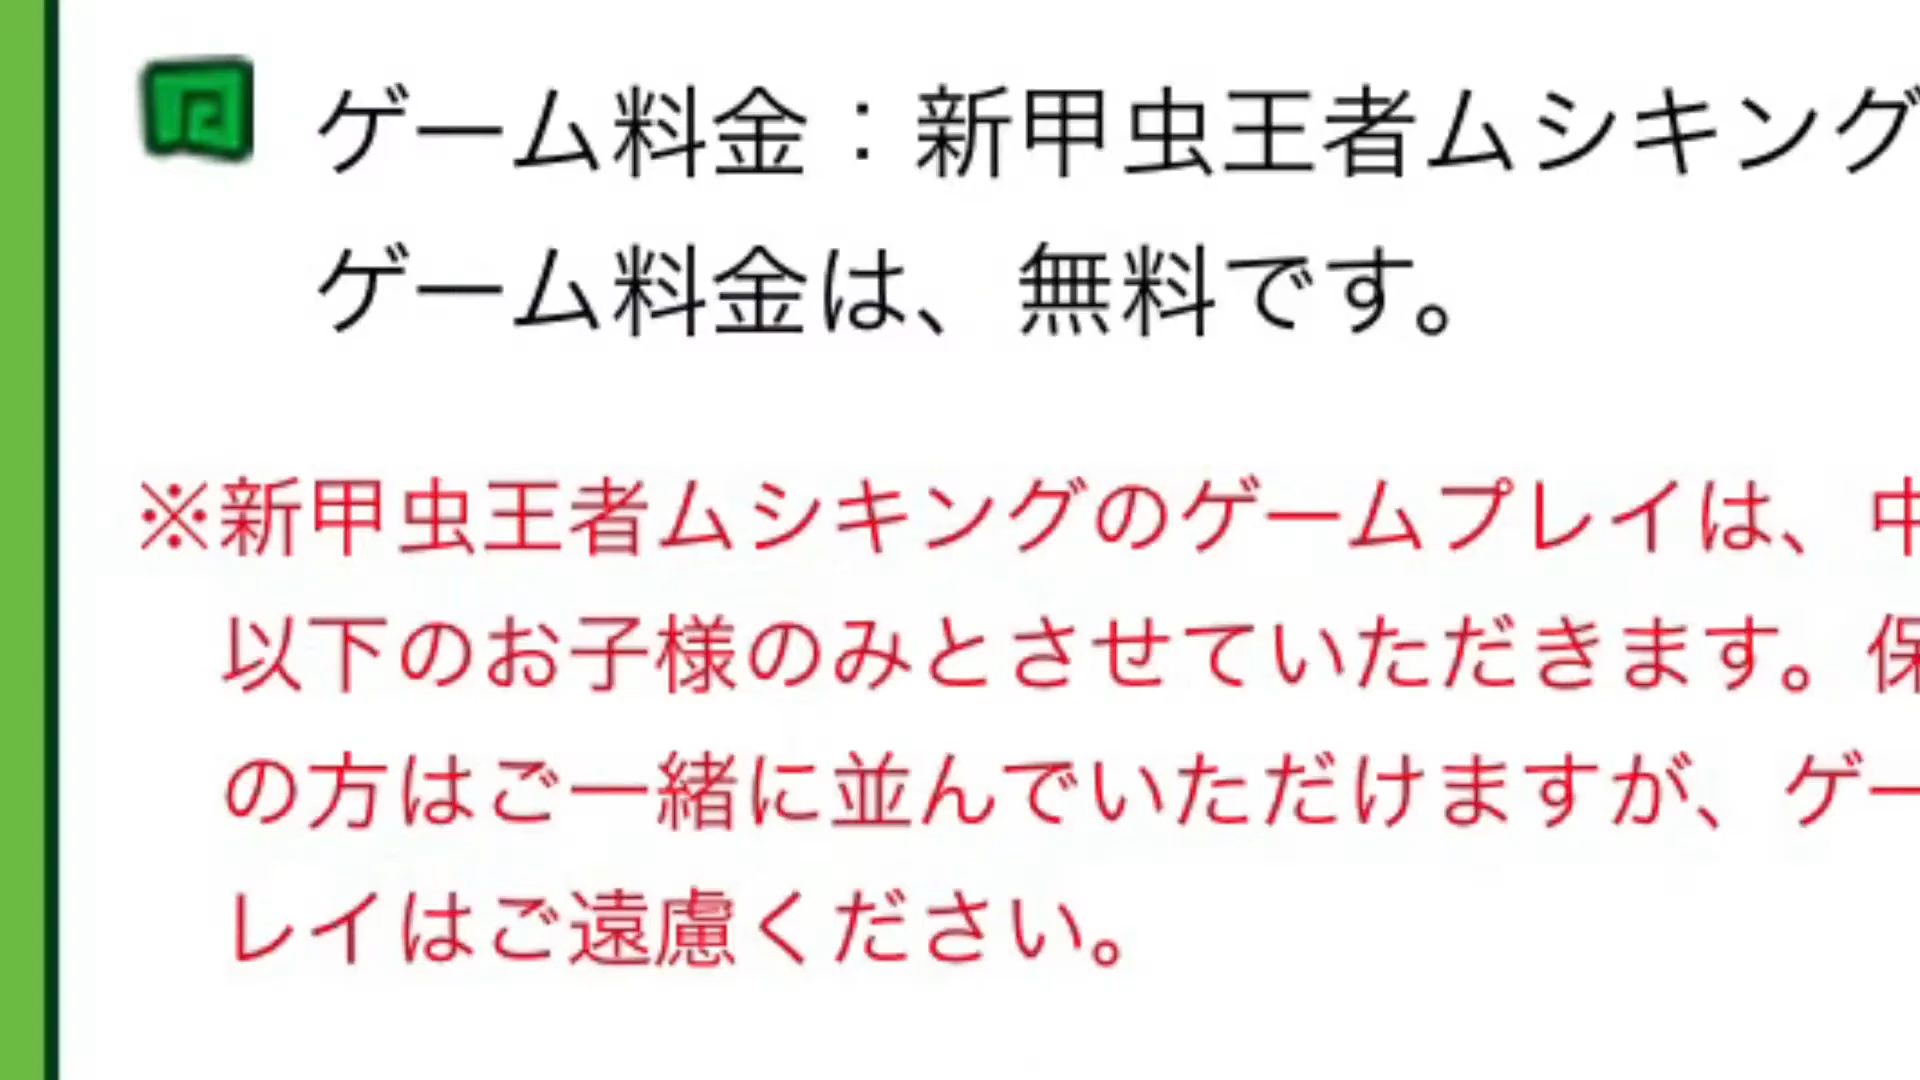 ゲーム料金：新甲虫王者ムシキング
ゲーム料金は、無料です。
※新甲虫王者ムシキングのゲームプレイは、中
以下のお子様のみとさせていただきます。保
の方はご一緒に並んでいただけますが、ゲー
レイはご遠慮ください。